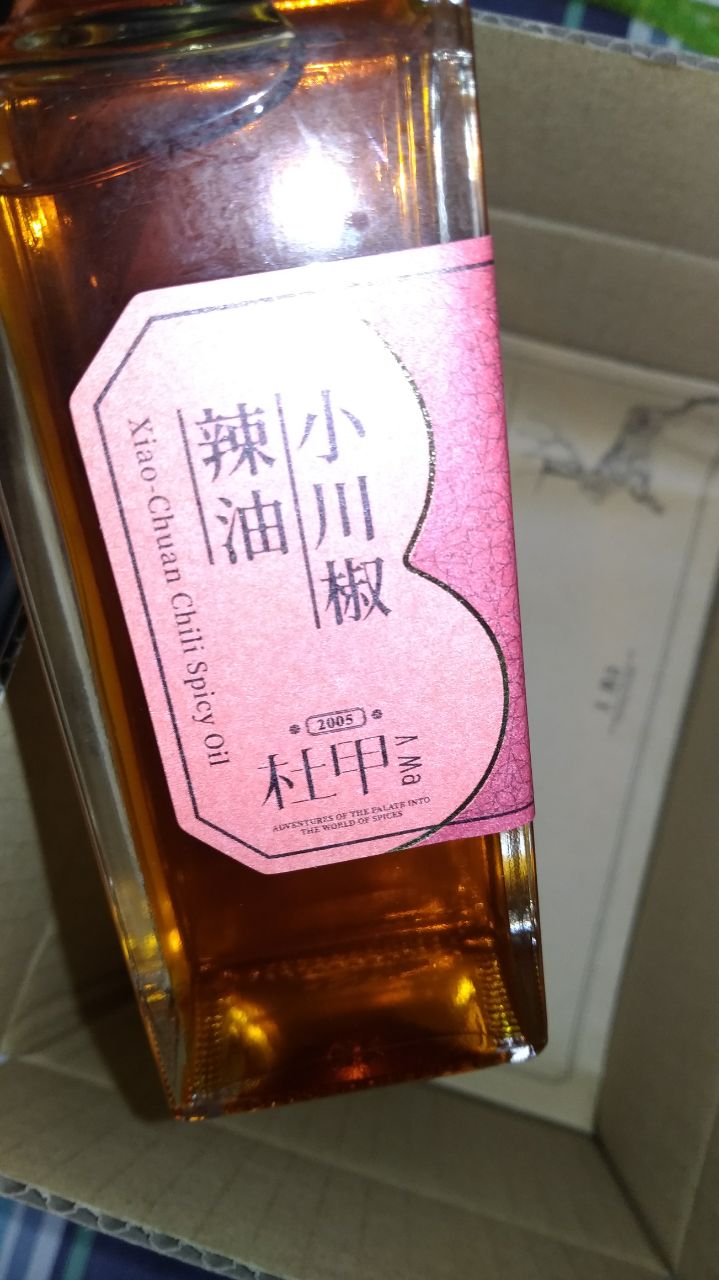 小川椒
辣油
Xiao-Chuan Chili Spicy Oil
2005
杜甲
A Ma
ADVENTURES OF THE PALATE INTO
THE WORLD OF SPICES